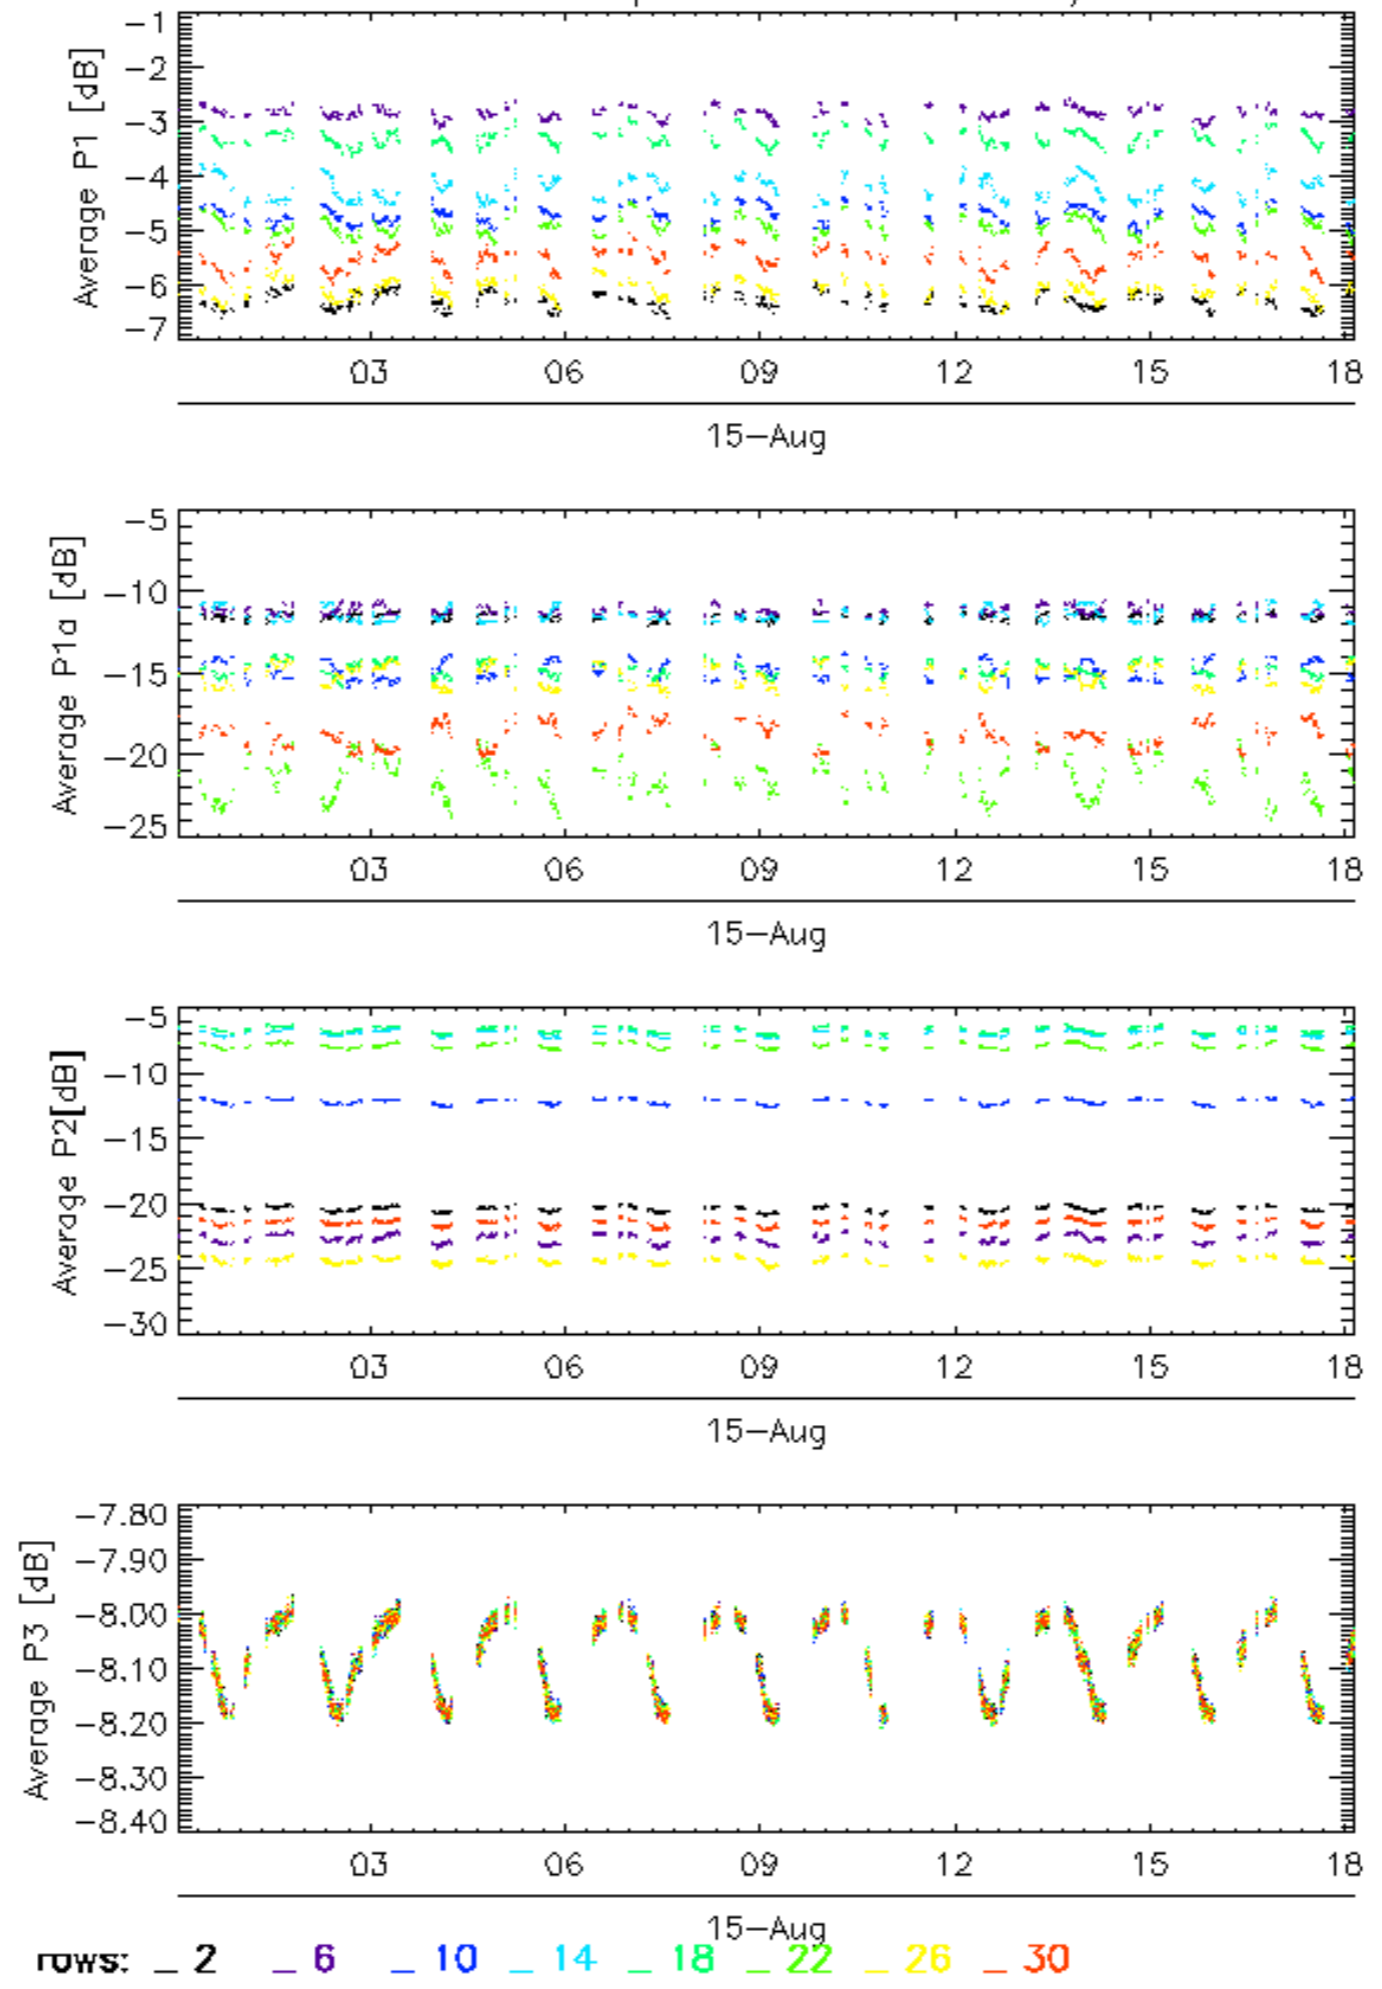 Average P1 [dB]
−1
−2
−3
−4
−5
−6
−7
03 06 09 12 15 18
15−Aug
Average P1a [dB]
−5
−10
−15
−20
−25
03 06 09 12 15 18
15−Aug
Average P2[dB]
−5
−10
−15
−20
−25
−30
03 06 09 12 15 18
15−Aug
Average P3 [dB]
−7.80
−7.90
−8.00
−8.10
−8.20
−8.30
−8.40
03 06 09 12 15 18
15−Aug
rows: _ 2 _ 6 _ 10 _ 14 _ 18 _ 22 _ 26 _ 30